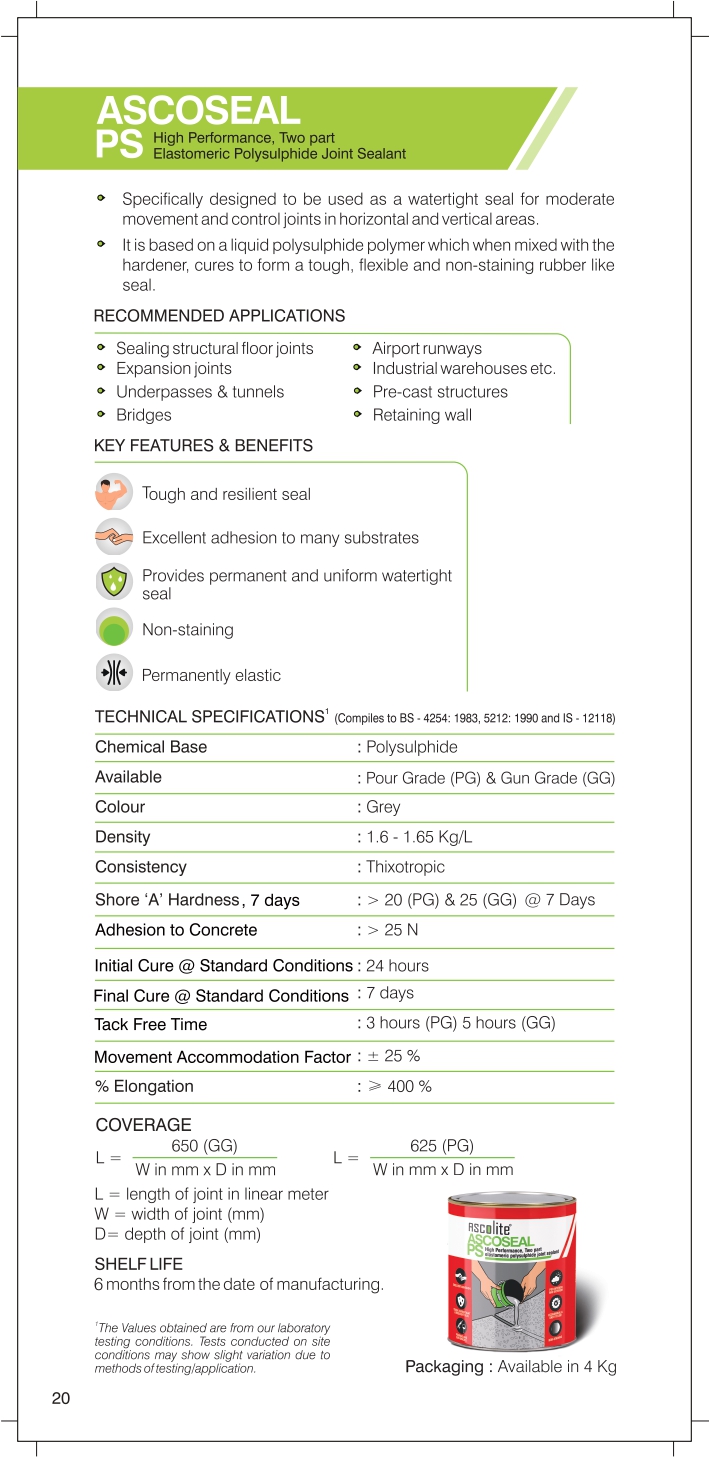 ASCOSEAL
PS High Performance, Two part
Elastomeric Polysulphide Joint Sealant
Specifically designed to be used as a watertight seal for moderate
movement and control joints in horizontal and vertical areas.
It is based on a liquid polysulphide polymer which when mixed with the
hardener, cures to form a tough, flexible and non-staining rubber like
seal.
RECOMMENDED APPLICATIONS
Sealing structural floor joints
Expansion joints
Underpasses & tunnels
Bridges
Airport runways
Industrial warehouses etc.
Pre-cast structures
Retaining wall
KEY FEATURES & BENEFITS
Tough and resilient seal
Excellent adhesion to many substrates
Provides permanent and uniform watertight
seal
Non-staining
Permanently elastic
TECHNICAL SPECIFICATIONS¹ (Compiles to BS - 4254: 1983, 5212: 1990 and IS - 12118)
Chemical Base : Polysulphide
Available : Pour Grade (PG) & Gun Grade (GG)
Colour : Grey
Density : 1.6 - 1.65 Kg/L
Consistency : Thixotropic
Shore ‘A’ Hardness, 7 days : > 20 (PG) & 25 (GG) @ 7 Days
Adhesion to Concrete : > 25 N
Initial Cure @ Standard Conditions : 24 hours
Final Cure @ Standard Conditions : 7 days
Tack Free Time : 3 hours (PG) 5 hours (GG)
Movement Accommodation Factor : ± 25 %
% Elongation : ⩾ 400 %
COVERAGE
650 (GG)
L =
W in mm x D in mm
625 (PG)
L =
W in mm x D in mm
L = length of joint in linear meter
W = width of joint (mm)
D= depth of joint (mm)
SHELF LIFE
6 months from the date of manufacturing.
¹The Values obtained are from our laboratory
testing conditions. Tests conducted on site
conditions may show slight variation due to
methods of testing/application.
ASCOlite
ASCOSEAL
PS High Performance, Two part
elastomeric polysulphide joint sealant
Packaging : Available in 4 Kg
20